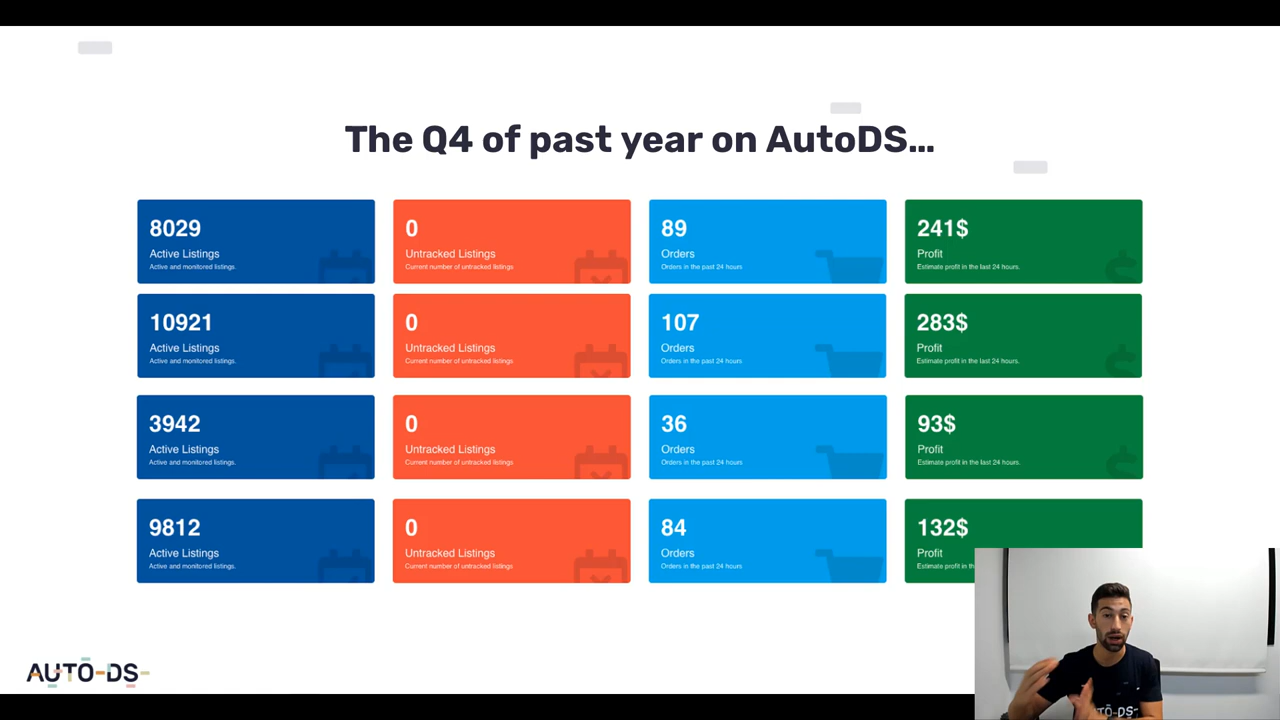 The Q4 of past year on AutoDS...
8029
Active Listings
Active and monitored listings.
0
Untracked Listings
Current number of untracked listings
89
Orders
Orders in the past 24 hours
241$
Profit
Estimate profit in the last 24 hours.
10921
Active Listings
Active and monitored listings.
0
Untracked Listings
Current number of untracked listings
107
Orders
Orders in the past 24 hours
283$
Profit
Estimate profit in the last 24 hours.
3942
Active Listings
Active and monitored listings.
0
Untracked Listings
Current number of untracked listings
36
Orders
Orders in the past 24 hours
93$
Profit
Estimate profit in the last 24 hours.
9812
Active Listings
Active and monitored listings.
0
Untracked Listings
Current number of untracked listings
84
Orders
Orders in the past 24 hours
132$
Profit
Estimate profit in th
AUTO-DS-
TO-DS-